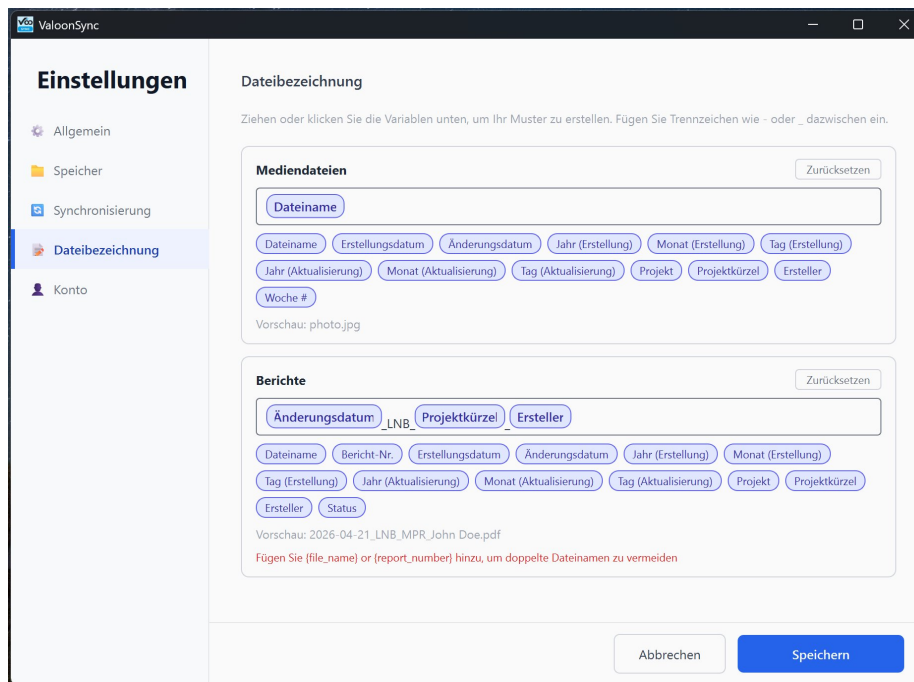 ValoonSync
Einstellungen
Allgemein
Speicher
Synchronisierung
Dateibezeichnung
Konto
Dateibezeichnung
Ziehen oder klicken Sie die Variablen unten, um Ihr Muster zu erstellen. Fügen Sie Trennzeichen wie - oder _ dazwischen ein.
Mediendateien Zurücksetzen
Dateiname
Dateiname Erstellungsdatum Änderungsdatum Jahr (Erstellung) Monat (Erstellung) Tag (Erstellung)
Jahr (Aktualisierung) Monat (Aktualisierung) Tag (Aktualisierung) Projekt Projektkürzel Ersteller
Woche #
Vorschau: photo.jpg
Berichte Zurücksetzen
Änderungsdatum _LNB_ Projektkürzel _ Ersteller
Dateiname Bericht-Nr. Erstellungsdatum Änderungsdatum Jahr (Erstellung) Monat (Erstellung)
Tag (Erstellung) Jahr (Aktualisierung) Monat (Aktualisierung) Tag (Aktualisierung) Projekt Projektkürzel
Ersteller Status
Vorschau: 2026-04-21_LNB_MPR_John Doe.pdf
Fügen Sie {file_name} or {report_number} hinzu, um doppelte Dateinamen zu vermeiden
Abbrechen Speichern